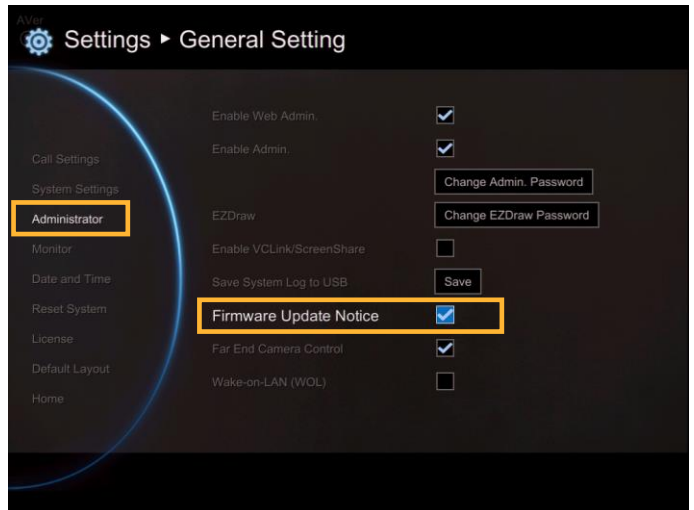 AVer
Settings ► General Setting
Enable Web Admin.
Enable Admin.
Call Settings
Change Admin. Password
System Settings
Administrator
EZDraw
Change EZDraw Password
Monitor
Enable VCLink/ScreenShare
Date and Time
Save System Log to USB
Save
Reset System
Firmware Update Notice
License
Far End Camera Control
Default Layout
Wake-on-LAN (WOL)
Home